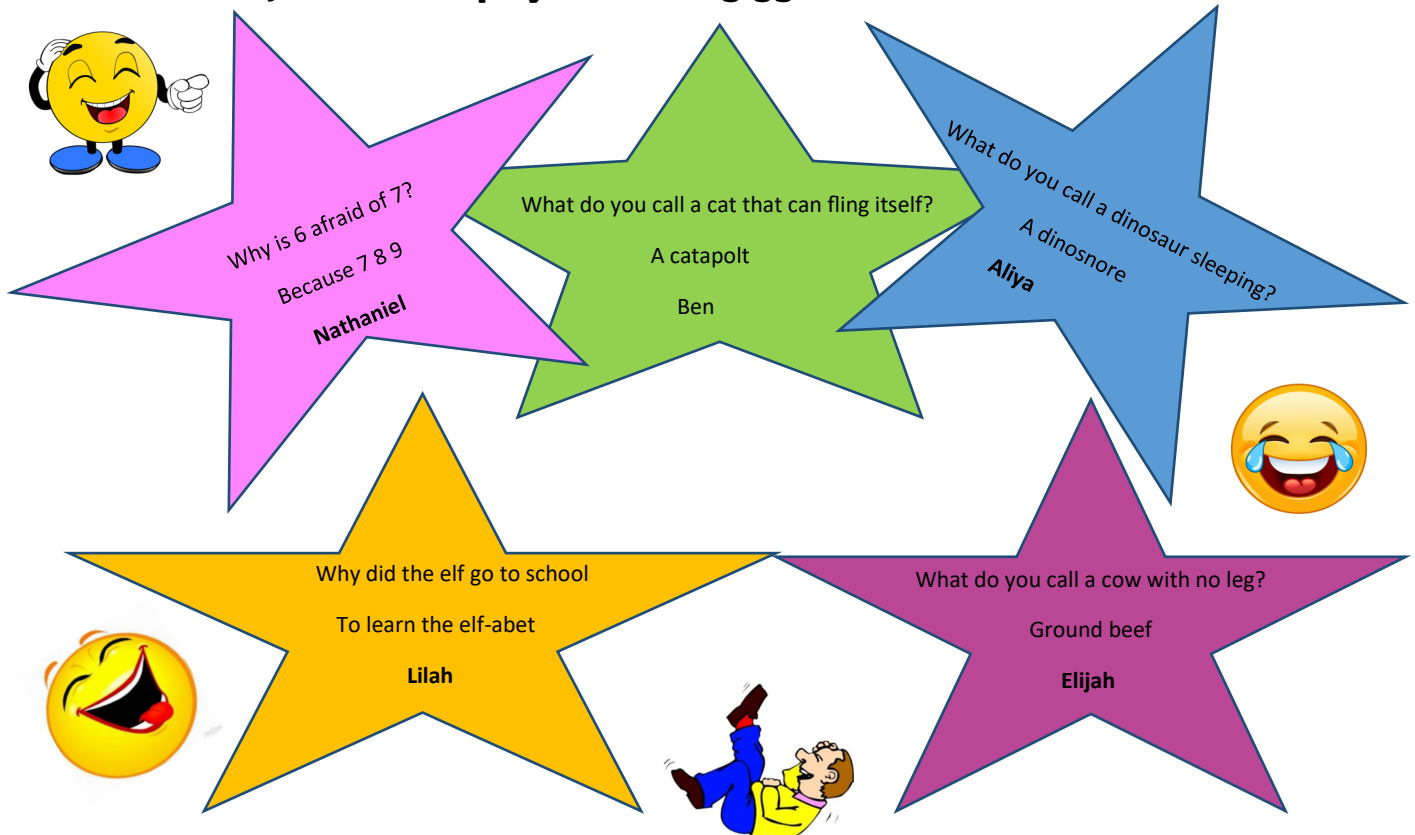 Why is 6 afraid of 7?
Because 7 8 9
Nathaniel
What do you call a cat that can fling itself?
A catapolt
Ben
What do you call a dinosaur sleeping?
A dinosnore
Aliya
Why did the elf go to school
To learn the elf-abet
Lilah
What do you call a cow with no leg?
Ground beef
Elijah